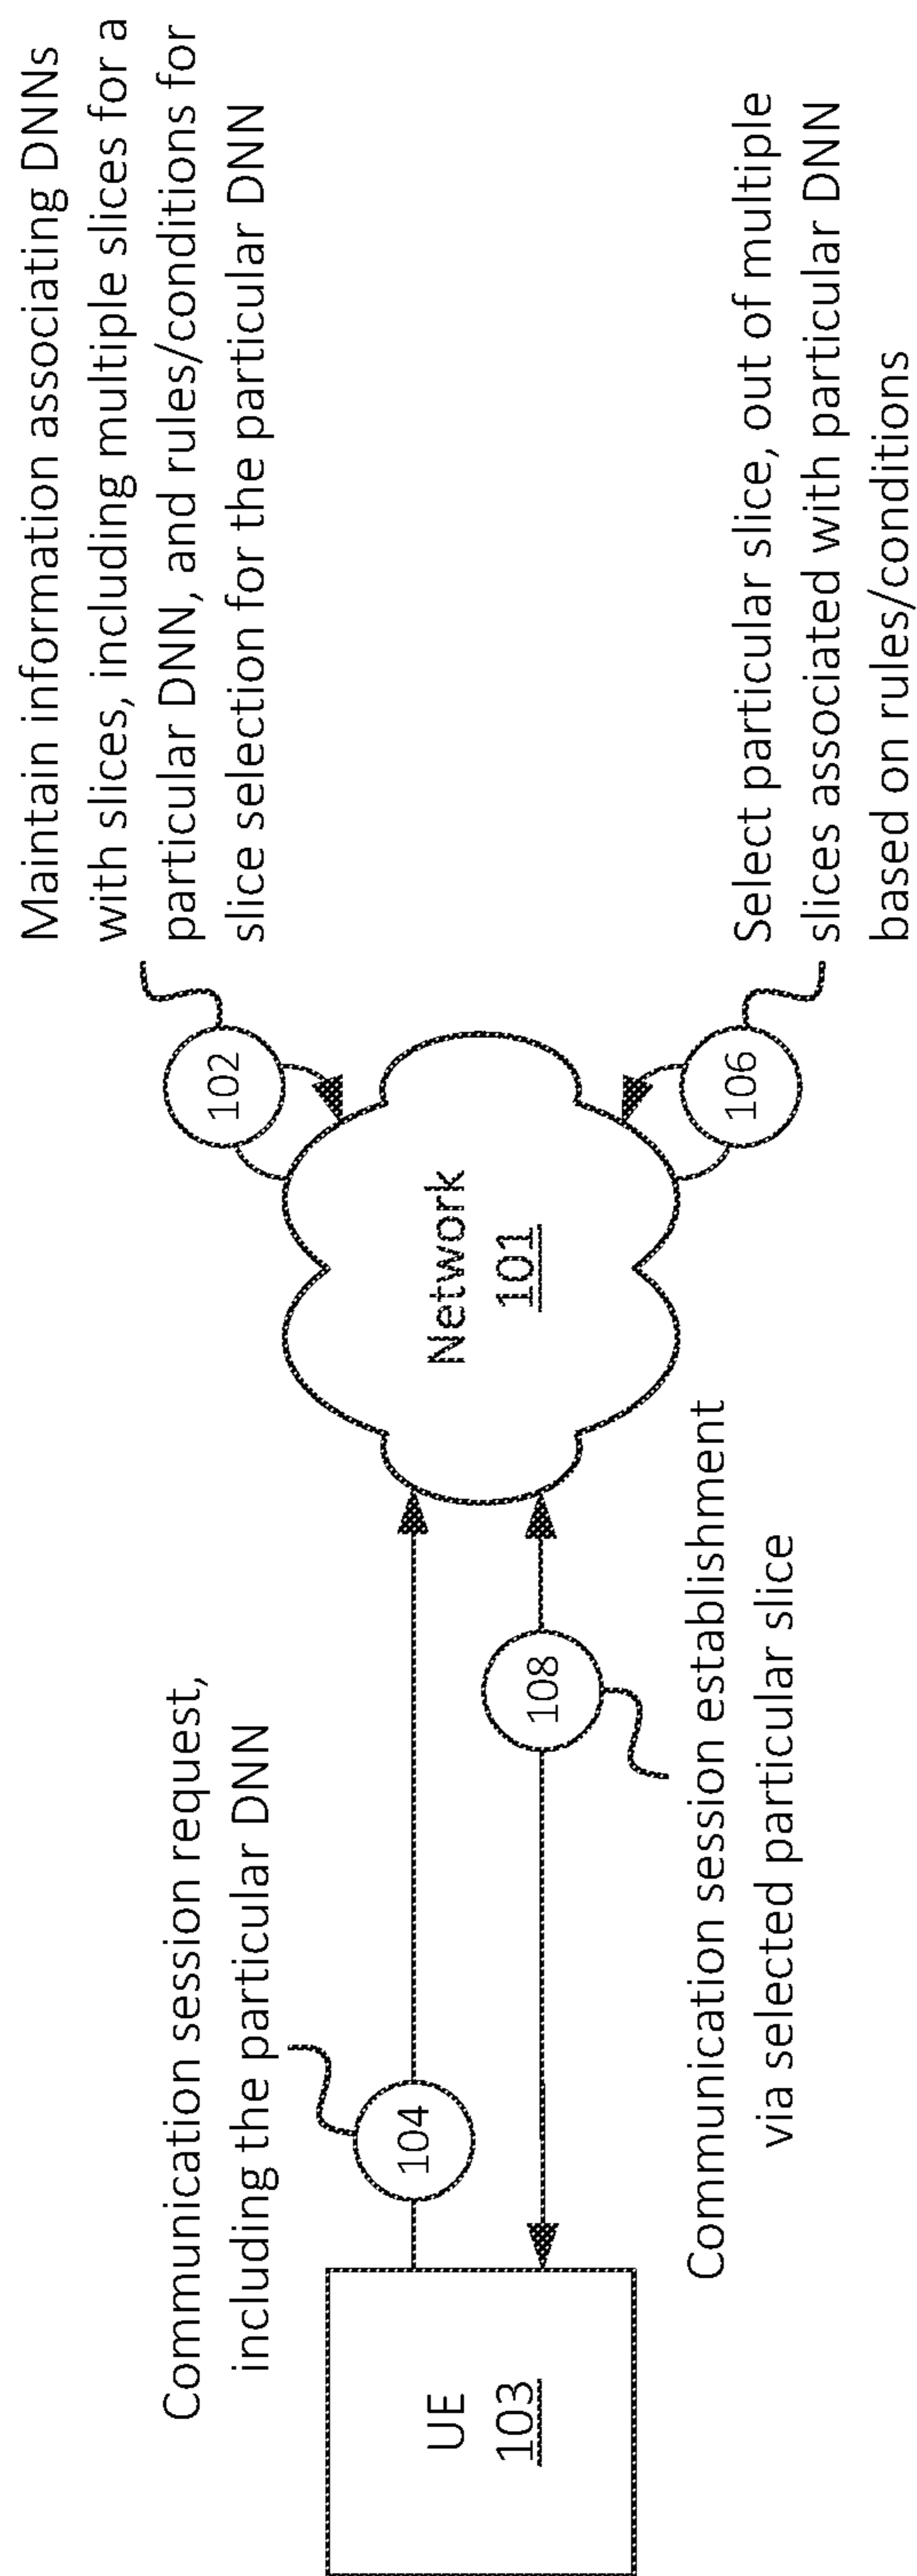 Maintain information associating DNNs
with slices, including multiple slices for a
particular DNN, and rules/conditions for
slice selection for the particular DNN
102
Communication session request,
including the particular DNN
104
Network
101
UE
103
108
Communication session establishment
via selected particular slice
106
Select particular slice, out of multiple
slices associated with particular DNN
based on rules/conditions